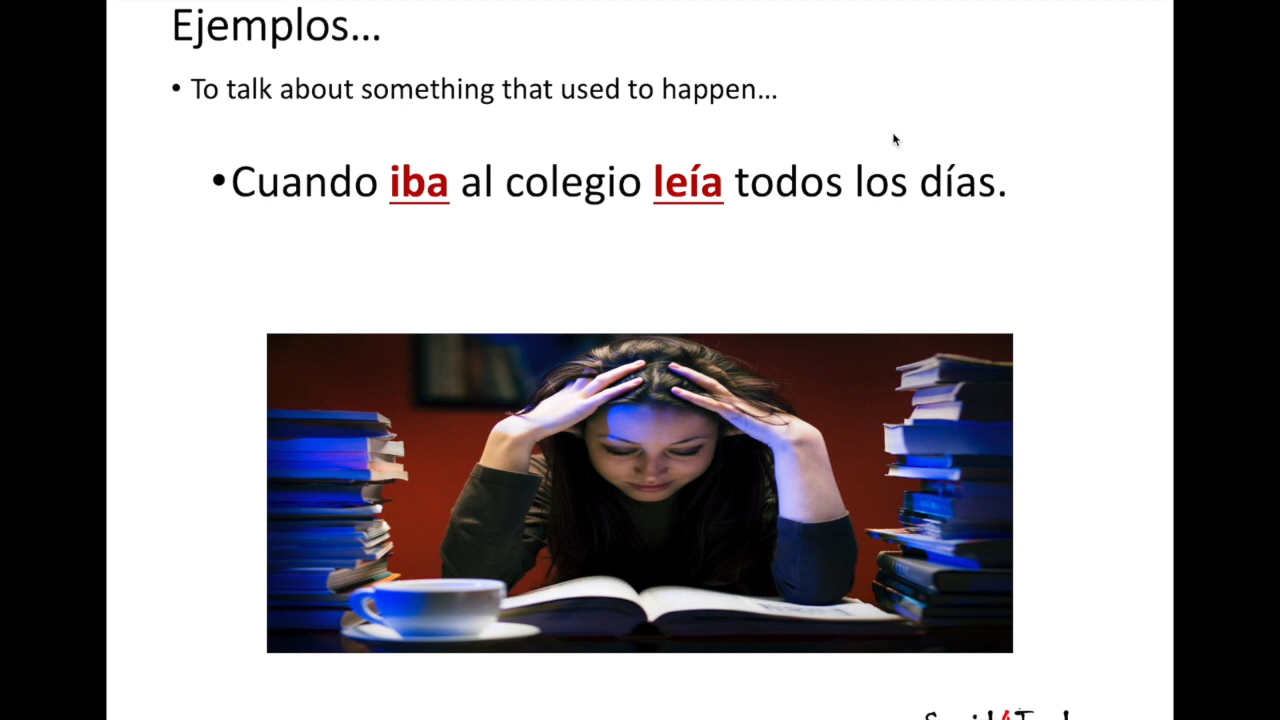 Ejemplos...
• To talk about something that used to happen...
•Cuando iba al colegio leía todos los días.